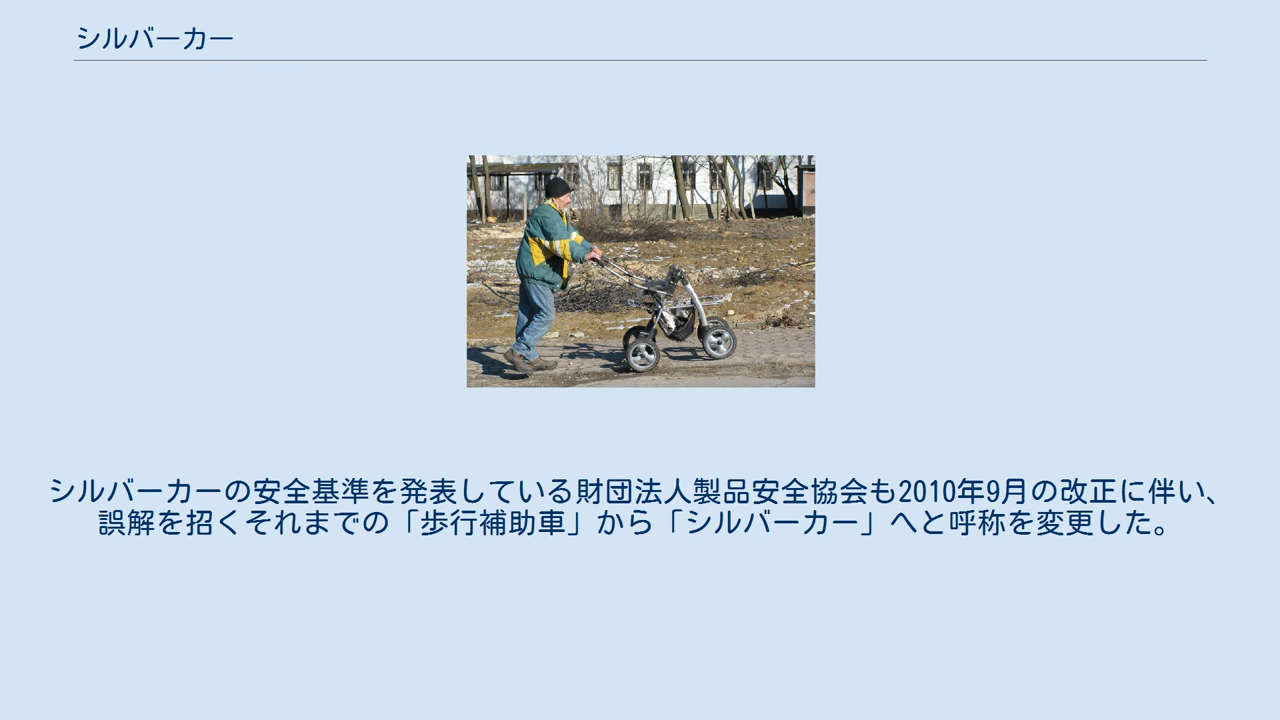 シルバーカー
シルバーカーの安全基準を発表している財団法人製品安全協会も2010年9月の改正に伴い、
誤解を招くそれまでの「歩行補助車」から「シルバーカー」へと呼称を変更した。